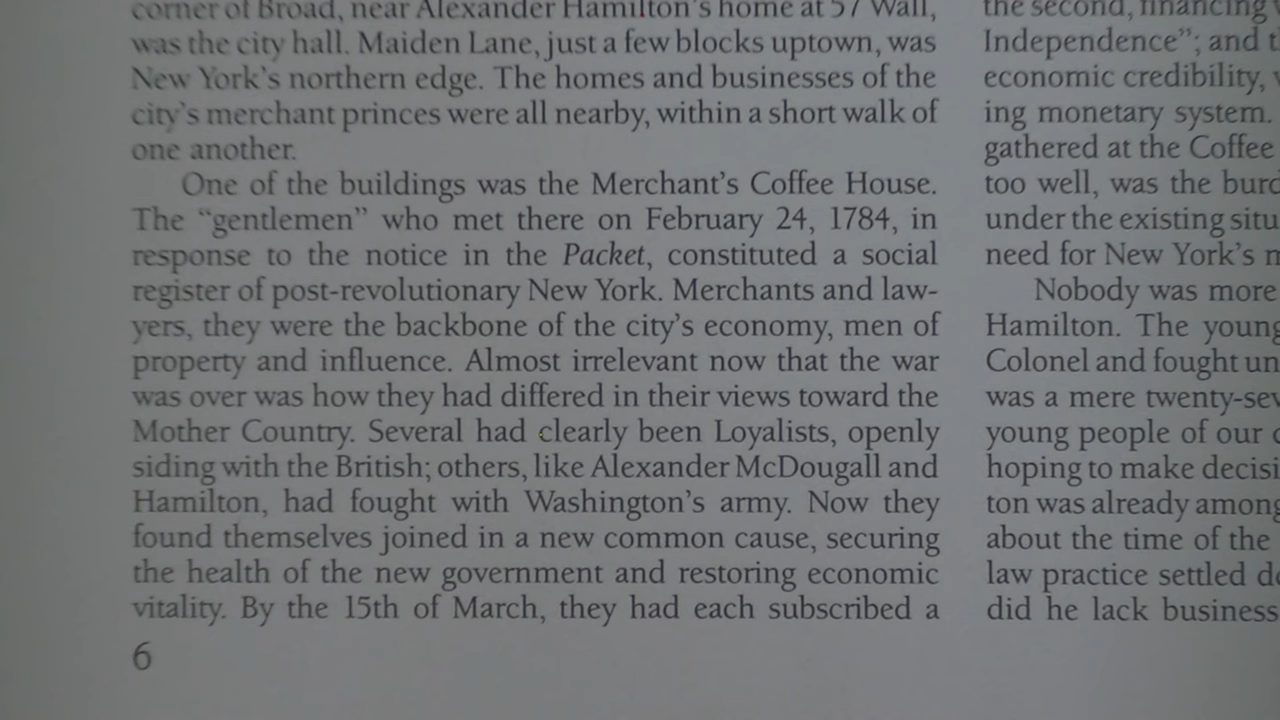 corner of Broad, near Alexander Hamilton's home at 57 Wall,
was the city hall. Maiden Lane, just a few blocks uptown, was
New York's northern edge. The homes and businesses of the
city's merchant princes were all nearby, within a short walk of
one another.
One of the buildings was the Merchant's Coffee House.
The “gentlemen” who met there on February 24, 1784, in
response to the notice in the Packet, constituted a social
register of post-revolutionary New York. Merchants and law-
yers, they were the backbone of the city's economy, men of
property and influence. Almost irrelevant now that the war
was over was how they had differed in their views toward the
Mother Country. Several had clearly been Loyalists, openly
siding with the British; others, like Alexander McDougall and
Hamilton, had fought with Washington's army. Now they
found themselves joined in a new common cause, securing
the health of the new government and restoring economic
vitality. By the 15th of March, they had each subscribed a
6
the second, financing
Independence”; and
economic credibility,
ing monetary system.
gathered at the Coffee
too well, was the
under the existing
need for New York's
Nobody was more
Hamilton. The
Colonel and fought
was a mere
young people of our
hoping to make
ton was already
about the time of the
law practice settled
did he lack business